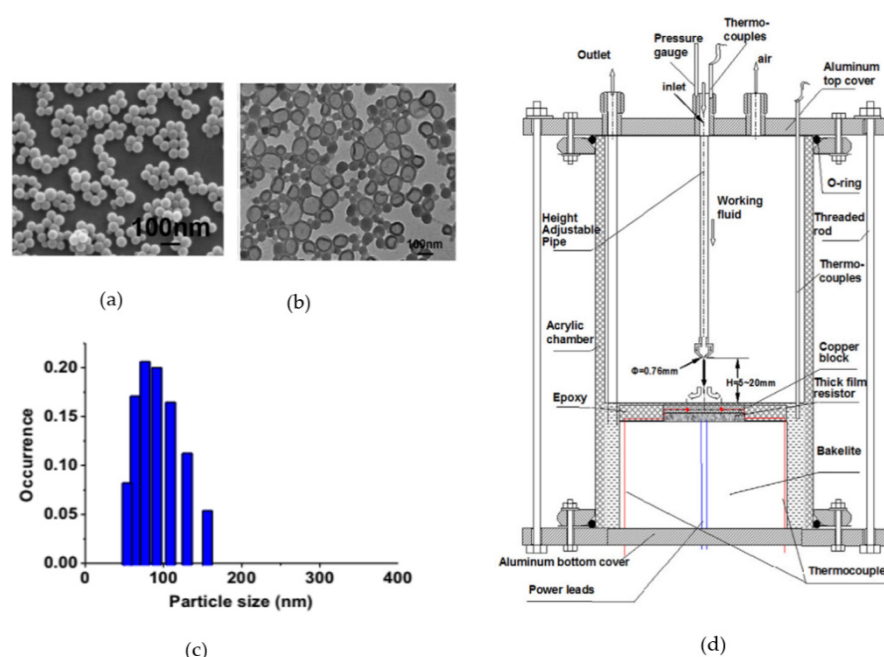 100nm
(a)
100nm
(b)
0.20
0.15
0.10
0.05
0.00
Occurrence
0
100
200
300
400
Particle size (nm)
(c)
Thermo-
couples
Pressure
gauge
Outlet
air
inlet
Aluminum
top cover
O-ring
Height
Adjustable
Pipe
Working
fluid
Threaded
rod
Thermo-
couples
Acrylic
chamber
Φ=0.76mm
H=5~20mm
Copper
block
Thick film
resistor
Epoxy
Bakelite
Aluminum bottom cover
Thermocouple
Power leads
(d)